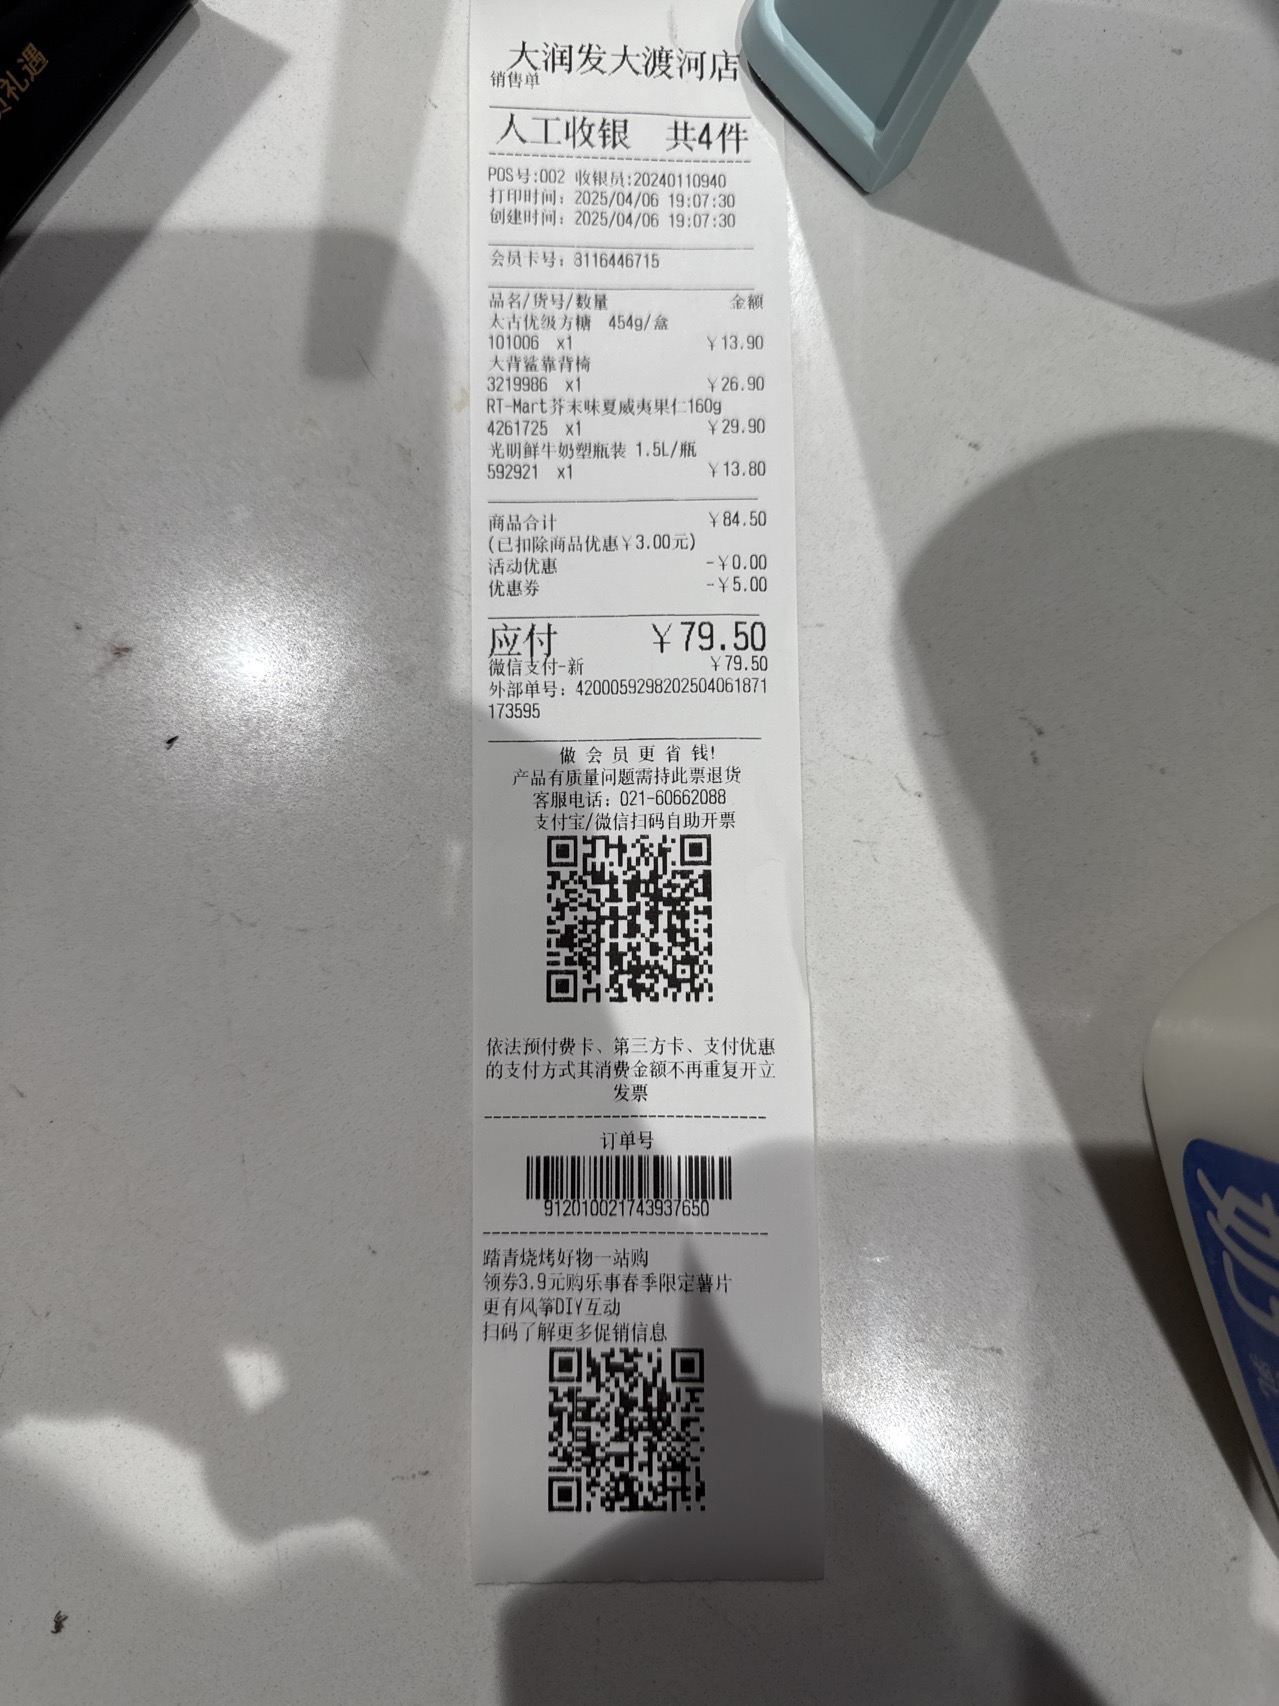 礼遇
大润发大渡河店
销售单
人工收银 共4件
POS号:002 收银员:20240110940
打印时间: 2025/04/06 19:07:30
创建时间: 2025/04/06 19:07:30
会员卡号: 8116446715
品名/货号/数量 金额
太古优级方糖 454g/盒
101006 x1 ¥13.90
大背鲨靠背椅
3219986 x1 ¥26.90
RT-Mart芥末味夏威夷果仁160g
4261725 x1 ¥29.90
光明鲜牛奶塑瓶装 1.5L/瓶
592921 x1 ¥13.80
商品合计 ¥84.50
(已扣除商品优惠¥3.00元)
活动优惠 -¥0.00
优惠券 -¥5.00
应付 ¥79.50
微信支付-新 ¥79.50
外部单号: 4200059298202504061871
173595
做会员更省钱!
产品有质量问题需持此票退货
客服电话: 021-60662088
支付宝/微信扫码自助开票
依法预付费卡、第三方卡、支付优惠
的支付方式其消费金额不再重复开立
发票
订单号
912010021743937650
踏青烧烤好物一站购
领券3.9元购乐事春季限定薯片
更有风筝DIY互动
扫码了解更多促销信息
奶